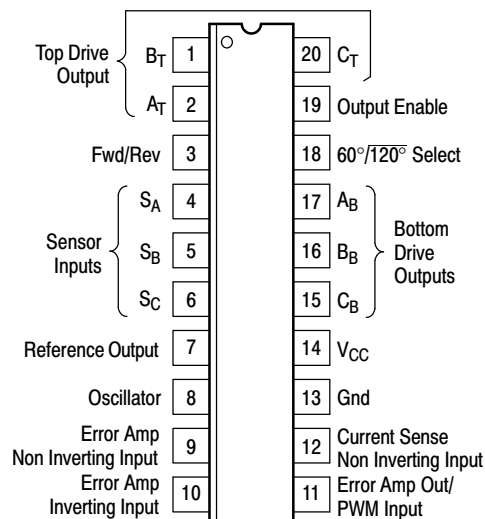 Top Drive
Output
B_T 1
A_T 2
Fwd/Rev 3
Sensor
Inputs
S_A 4
S_B 5
S_C 6
Reference Output 7
Oscillator 8
Error Amp
Non Inverting Input 9
Error Amp
Inverting Input 10
20 C_T
19 Output Enable
18 60°/120° Select
17 A_B
16 B_B
15 C_B
Bottom
Drive
Outputs
14 V_CC
13 Gnd
12 Current Sense
Non Inverting Input
11 Error Amp Out/
PWM Input